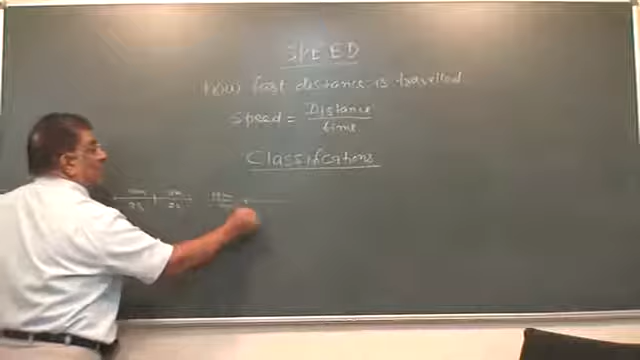 SPEED
how fast distance is travelled
Speed = Distance / time
Classifications